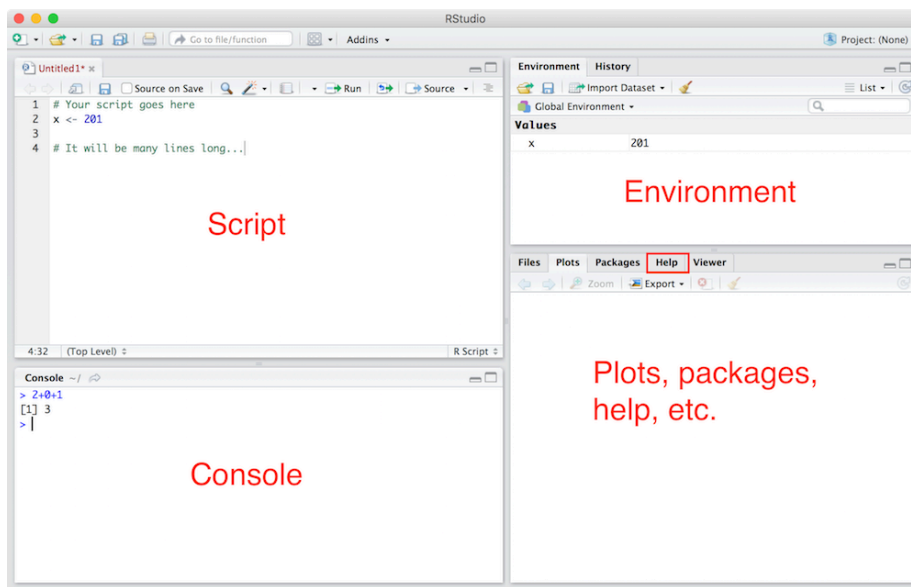 RStudio
Go to file/function
Addins
Project: (None)
Untitled1*
Source on Save
Run
Source
1 # Your script goes here
2 x <- 201
3
4 # It will be many lines long...
Script
4:32 (Top Level) R Script
Console ~/
> 2+0+1
[1] 3
>
Console
Environment History
Import Dataset List
Global Environment
Values
x 201
Environment
Files Plots Packages Help Viewer
Zoom Export
Plots, packages,
help, etc.